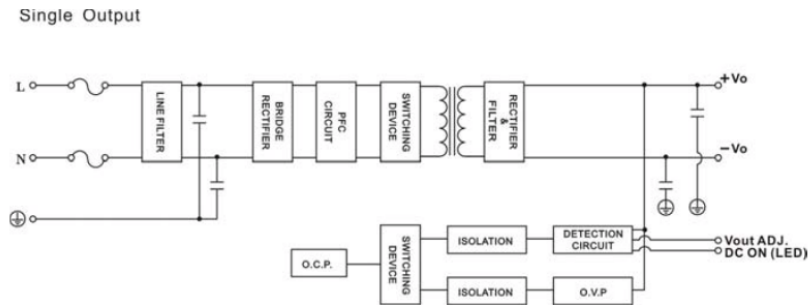 Single Output
L
N
LINE FILTER
BRIDGE
RECTIFIER
PFC
CIRCUIT
SWITCHING
DEVICE
RECTIFIER
&
FILTER
+Vo
−Vo
SWITCHING
DEVICE
O.C.P.
ISOLATION
DETECTION
CIRCUIT
Vout ADJ.
DC ON (LED)
ISOLATION
O.V.P